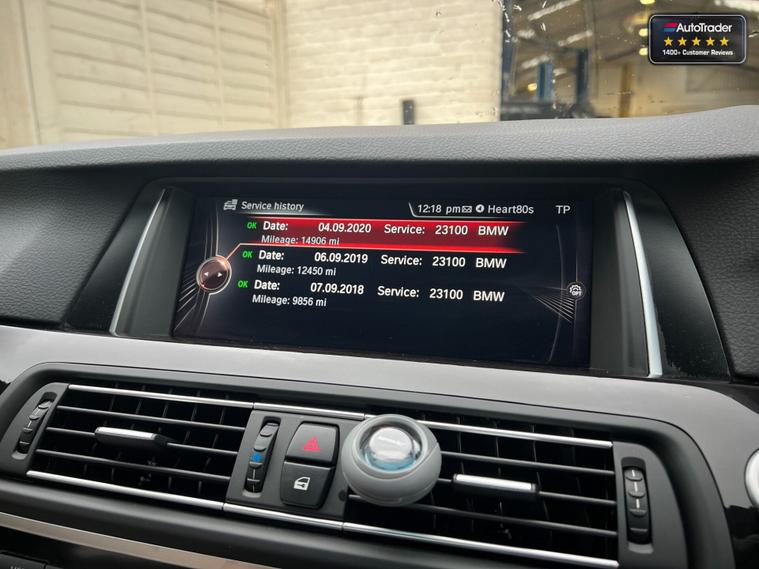 AutoTrader
1400+ Customer Reviews
Service history 12:18 pm Heart80s TP
OK Date: 04.09.2020 Service: 23100 BMW
Mileage: 14906 mi
OK Date: 06.09.2019 Service: 23100 BMW
Mileage: 12450 mi
OK Date: 07.09.2018 Service: 23100 BMW
Mileage: 9856 mi
OPT